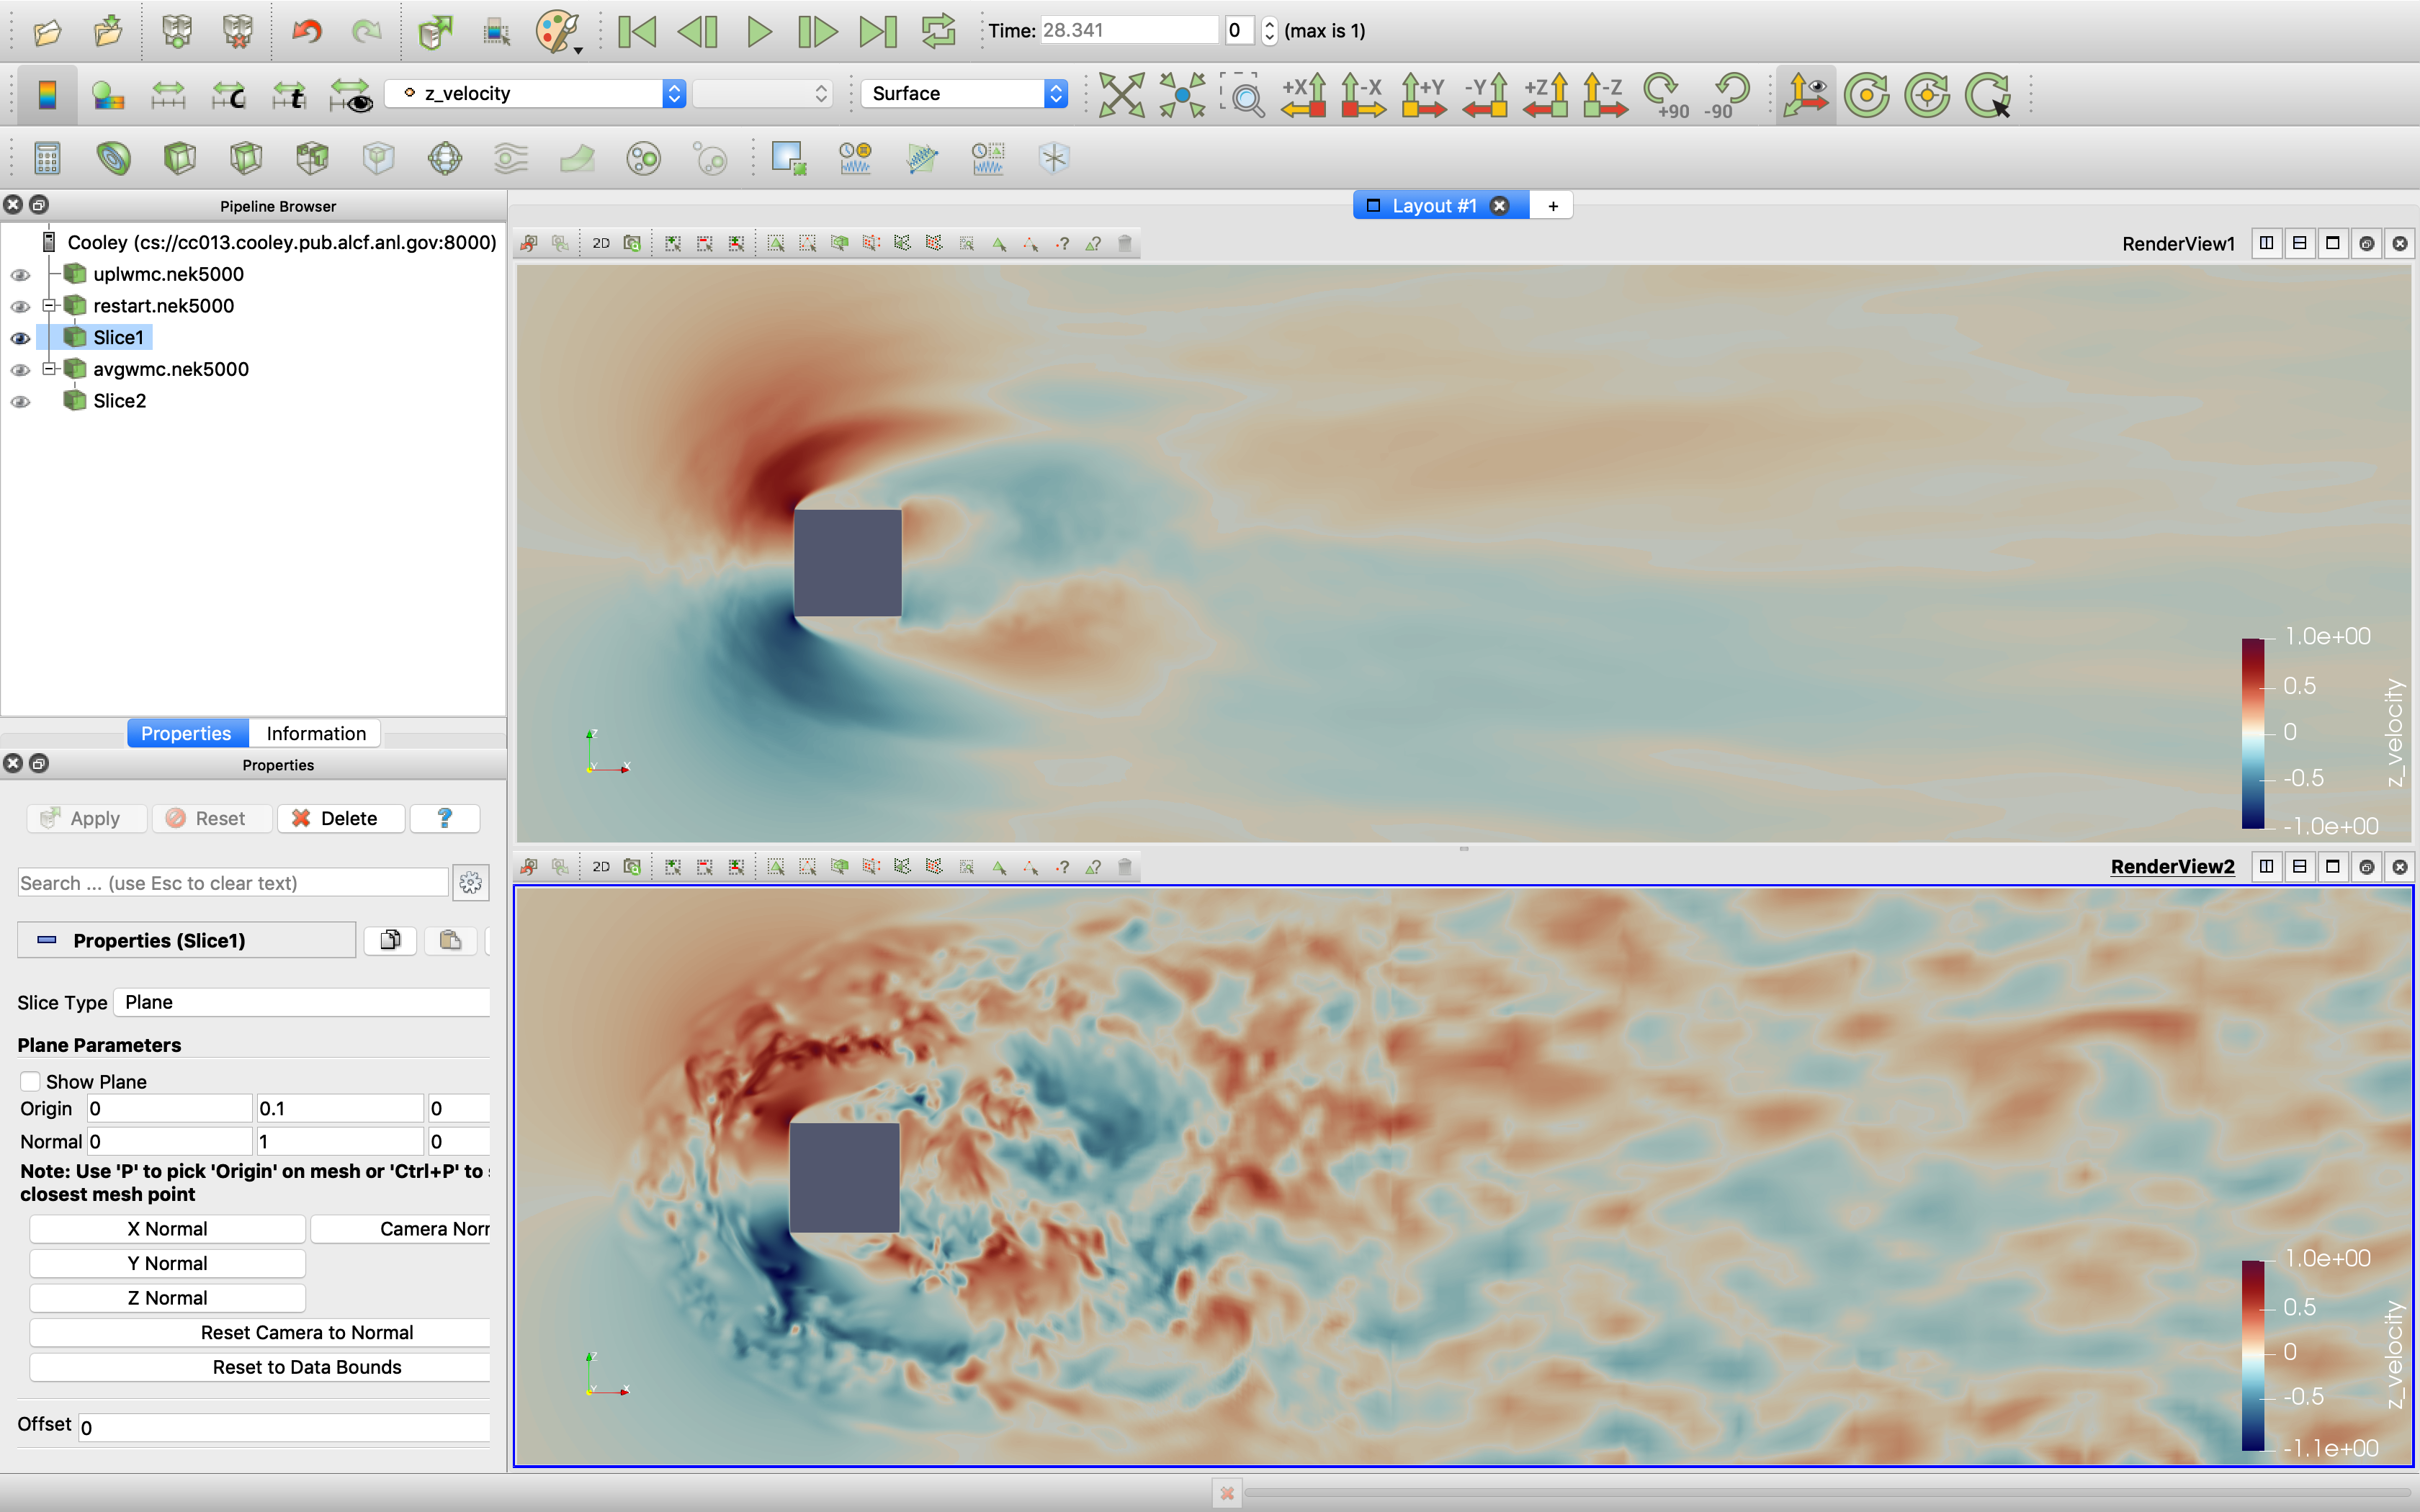 Time: 28.341 0 (max is 1)
z_velocity Surface +X -X +Y -Y +Z -Z +90 -90
Pipeline Browser
Cooley (cs://cc013.cooley.pub.alcf.anl.gov:8000)
uplwmc.nek5000
restart.nek5000
Slice1
avgwmc.nek5000
Slice2
Properties Information
Properties
Apply Reset Delete ?
Search ... (use Esc to clear text)
Properties (Slice1)
Slice Type Plane
Plane Parameters
Show Plane
Origin 0 0.1 0
Normal 0 1 0
Note: Use 'P' to pick 'Origin' on mesh or 'Ctrl+P' to
closest mesh point
X Normal Camera Norr
Y Normal
Z Normal
Reset Camera to Normal
Reset to Data Bounds
Offset 0
Layout #1 +
2D RenderView1
1.0e+00
0.5
0
-0.5
-1.0e+00
z_velocity
Z
Y X
2D RenderView2
1.0e+00
0.5
0
-0.5
-1.1e+00
z_velocity
Z
Y X